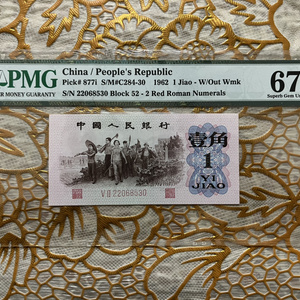 PMG
PER MONEY GUARANTY
China / People's Republic
Pick# 877i S/M#C284-30 1962 1 Jiao - W/Out Wmk
S/N 22068530 Block 52 - 2 Red Roman Numerals
67
Superb Gem Un
中国人民银行
壹角
1
YI
JIAO
VII 22068530